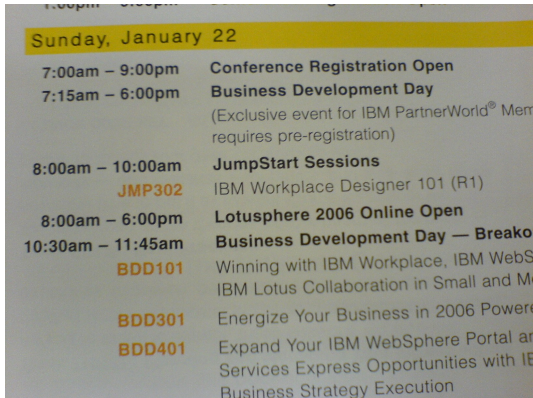 Sunday, January 22
7:00am – 9:00pm Conference Registration Open
7:15am – 6:00pm Business Development Day
(Exclusive event for IBM PartnerWorld® Mem
requires pre-registration)
8:00am – 10:00am JumpStart Sessions
JMP302 IBM Workplace Designer 101 (R1)
8:00am – 6:00pm Lotusphere 2006 Online Open
10:30am – 11:45am Business Development Day — Breako
BDD101 Winning with IBM Workplace, IBM WebS
IBM Lotus Collaboration in Small and Me
BDD301 Energize Your Business in 2006 Powere
BDD401 Expand Your IBM WebSphere Portal an
Services Express Opportunities with IB
Business Strategy Execution